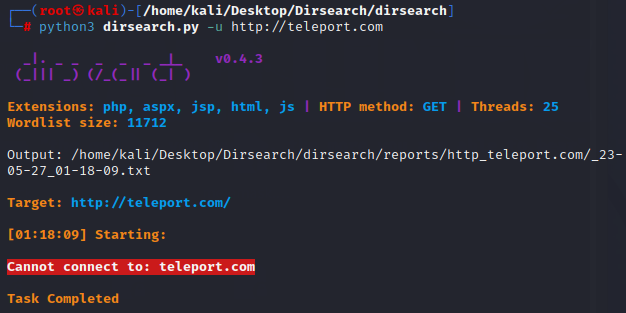 ┌──(root㉿kali)-[/home/kali/Desktop/Dirsearch/dirsearch]
└─# python3 dirsearch.py -u http://teleport.com
  _|. _ _  _  _  _ _|_    v0.4.3
 (_||| _) (/_(_|| (_| )
Extensions: php, aspx, jsp, html, js | HTTP method: GET | Threads: 25
Wordlist size: 11712
Output: /home/kali/Desktop/Dirsearch/dirsearch/reports/http_teleport.com/_23-
05-27_01-18-09.txt
Target: http://teleport.com/
[01:18:09] Starting:
Cannot connect to: teleport.com
Task Completed